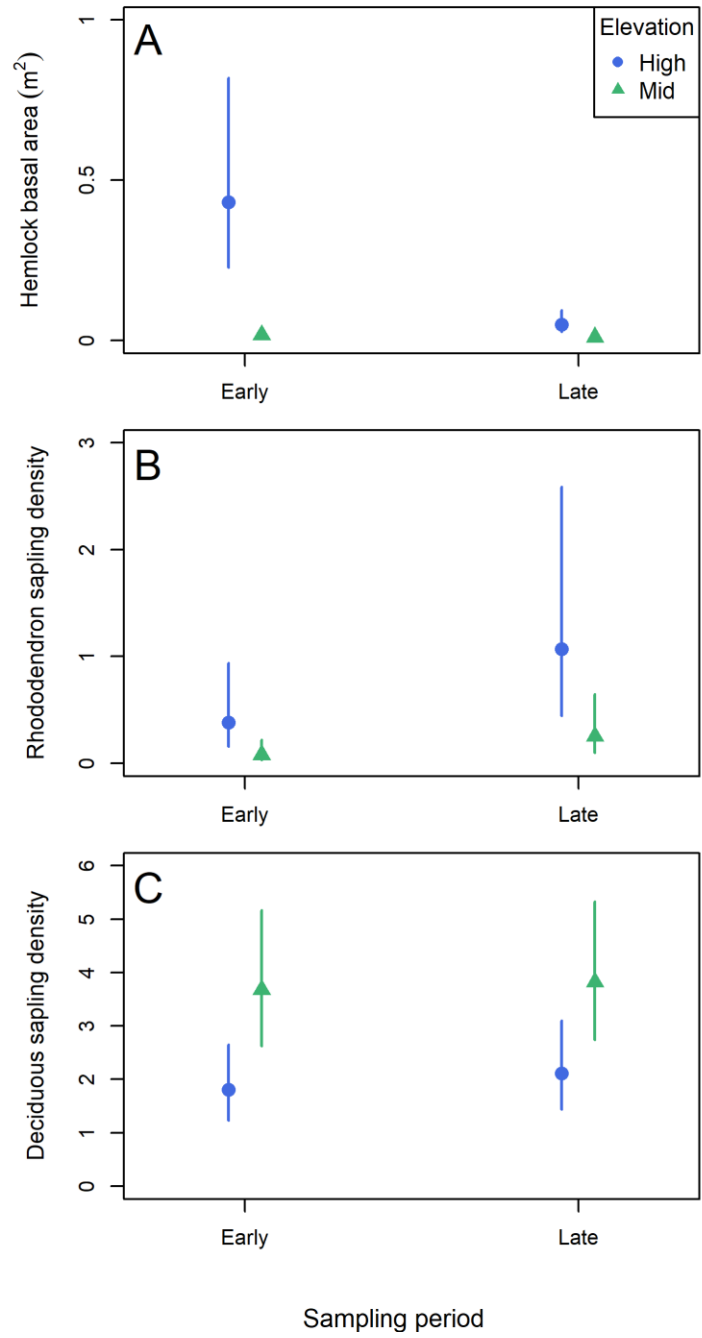 A
Elevation
High
Mid
Hemlock basal area (m²)
1
0.5
0
Early
Late
B
Rhododendron sapling density
3
2
1
0
Early
Late
C
Deciduous sapling density
6
5
4
3
2
1
0
Early
Late
Sampling period